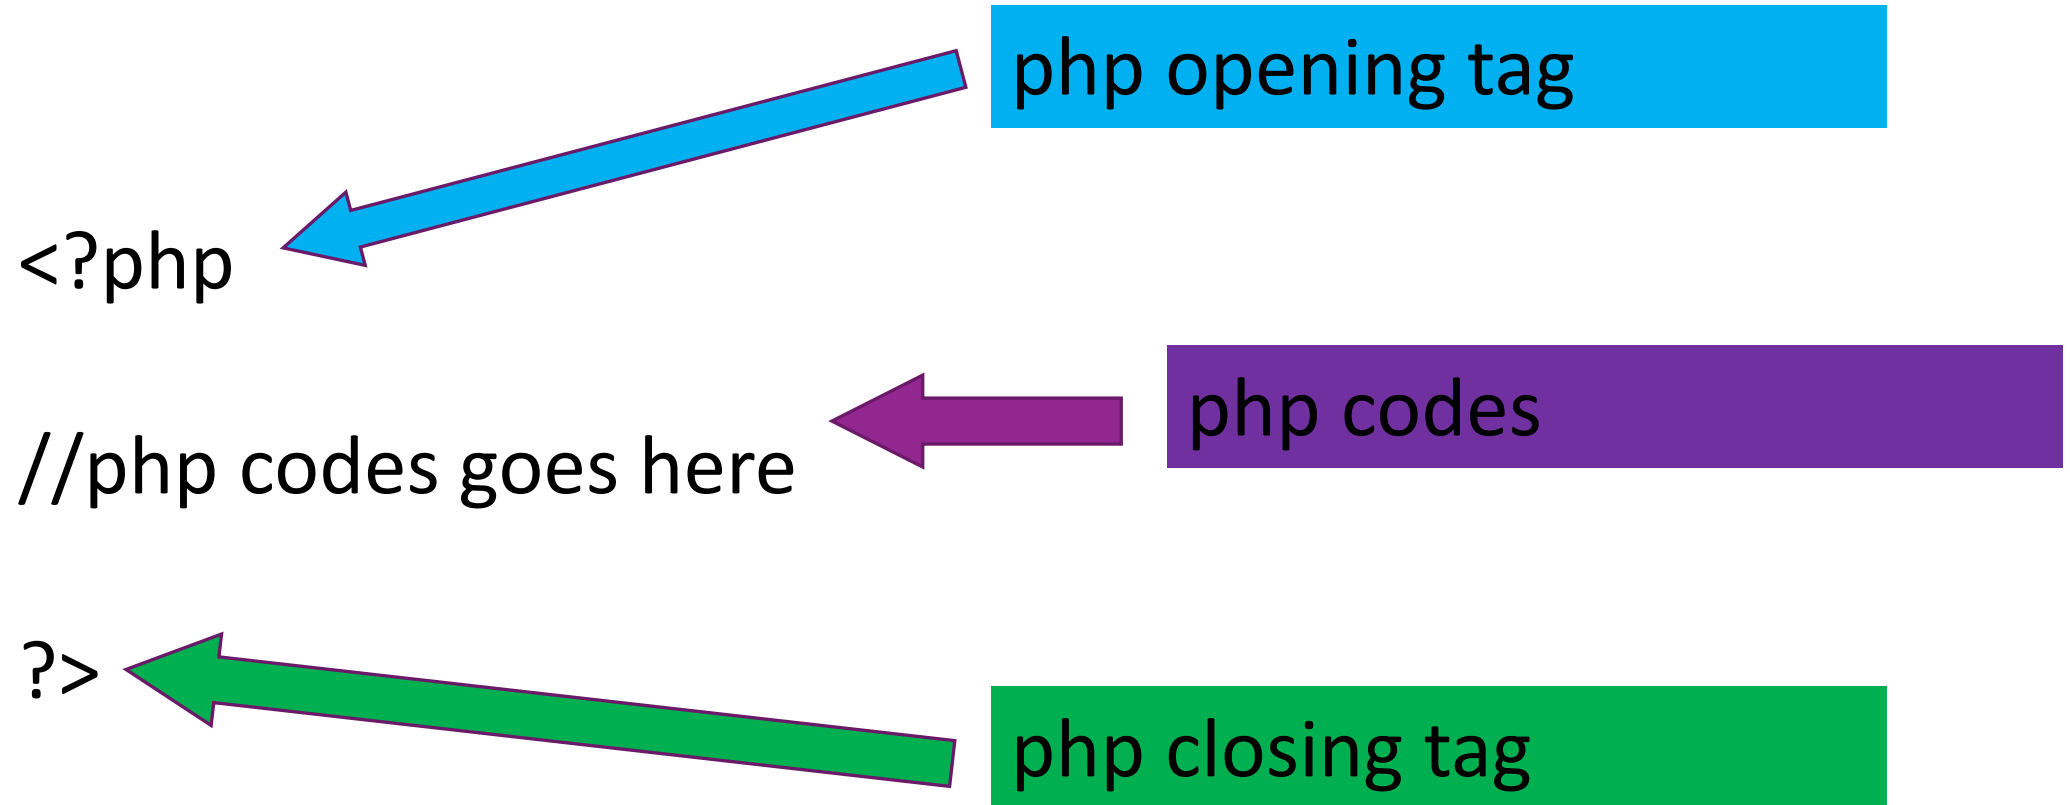 php opening tag
<?php
php codes
//php codes goes here
?>
php closing tag